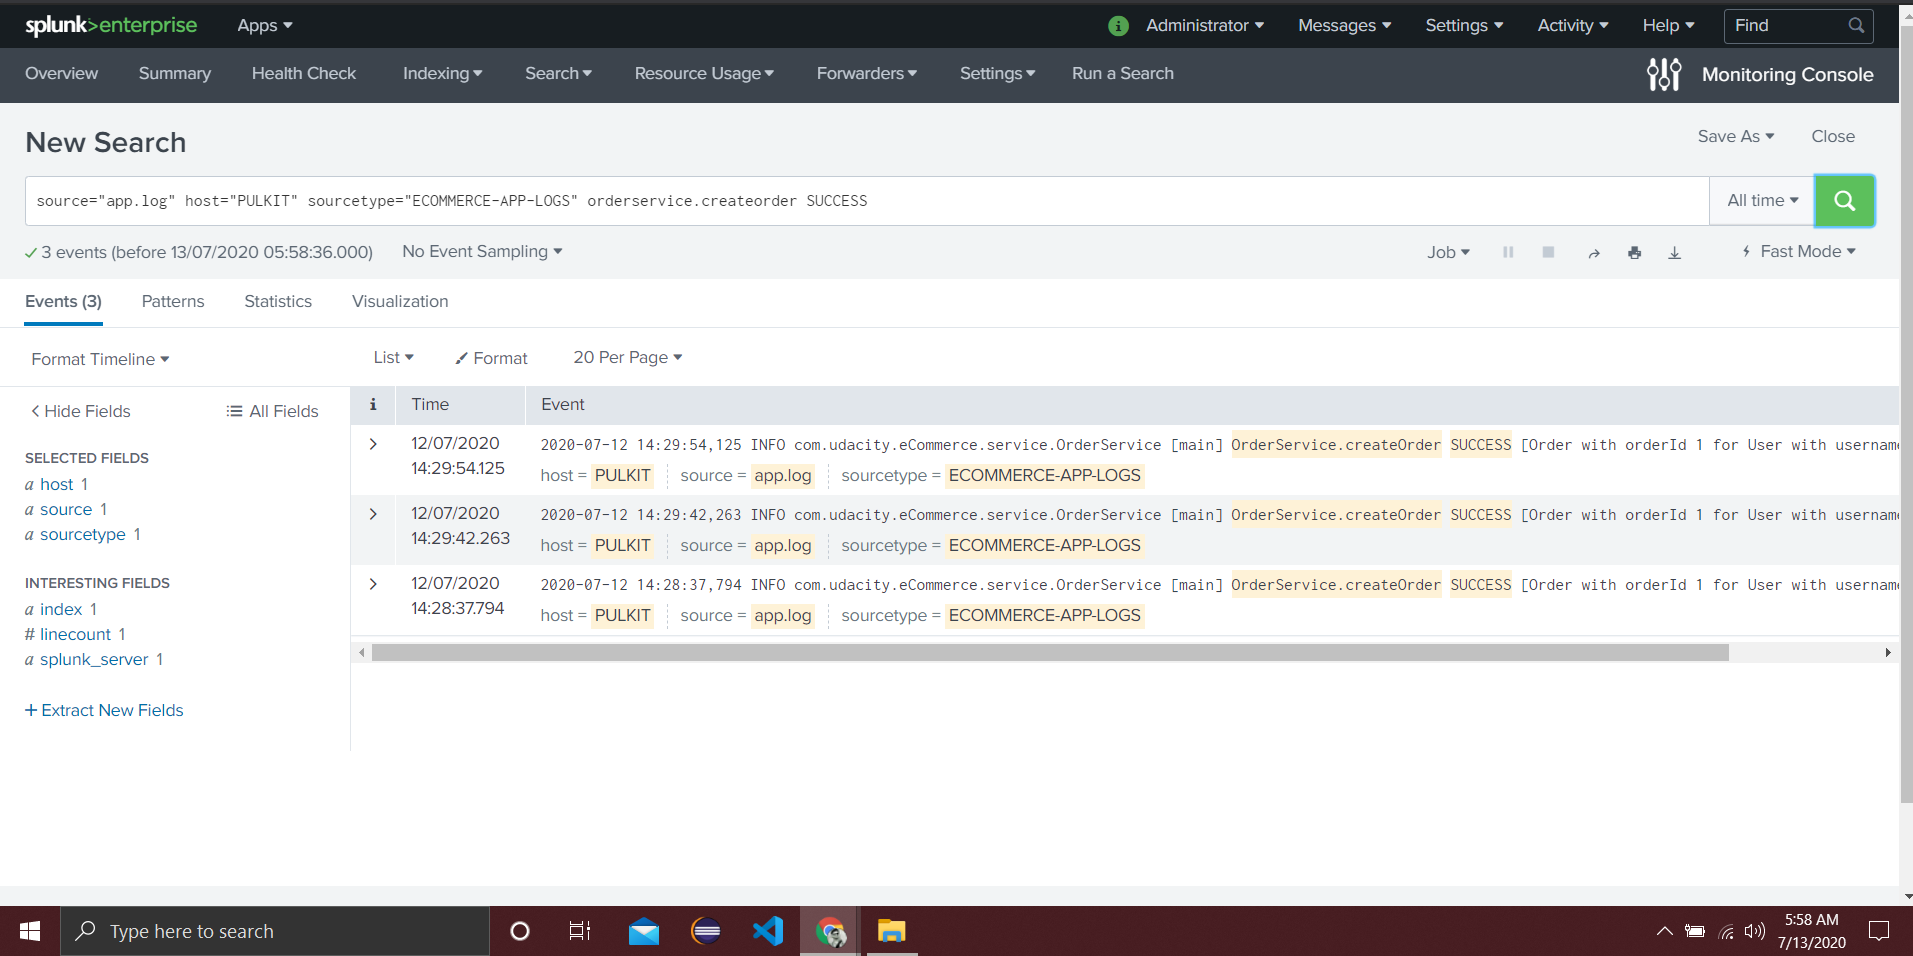 splunk>enterprise Apps Administrator Messages Settings Activity Help Find
Overview Summary Health Check Indexing Search Resource Usage Forwarders Settings Run a Search Monitoring Console
New Search Save As Close
source="app.log" host="PULKIT" sourcetype="ECOMMERCE-APP-LOGS" orderservice.createorder SUCCESS All time
3 events (before 13/07/2020 05:58:36.000) No Event Sampling Job Fast Mode
Events (3) Patterns Statistics Visualization
Format Timeline List Format 20 Per Page
Hide Fields All Fields
SELECTED FIELDS
a host 1
a source 1
a sourcetype 1
INTERESTING FIELDS
a index 1
# linecount 1
a splunk_server 1
+ Extract New Fields
i Time Event
12/07/2020 14:29:54.125
2020-07-12 14:29:54,125 INFO com.udacity.eCommerce.service.OrderService [main] OrderService.createOrder SUCCESS [Order with orderId 1 for User with username
host = PULKIT source = app.log sourcetype = ECOMMERCE-APP-LOGS
12/07/2020 14:29:42.263
2020-07-12 14:29:42,263 INFO com.udacity.eCommerce.service.OrderService [main] OrderService.createOrder SUCCESS [Order with orderId 1 for User with username
host = PULKIT source = app.log sourcetype = ECOMMERCE-APP-LOGS
12/07/2020 14:28:37.794
2020-07-12 14:28:37,794 INFO com.udacity.eCommerce.service.OrderService [main] OrderService.createOrder SUCCESS [Order with orderId 1 for User with username
host = PULKIT source = app.log sourcetype = ECOMMERCE-APP-LOGS
Type here to search
5:58 AM
7/13/2020